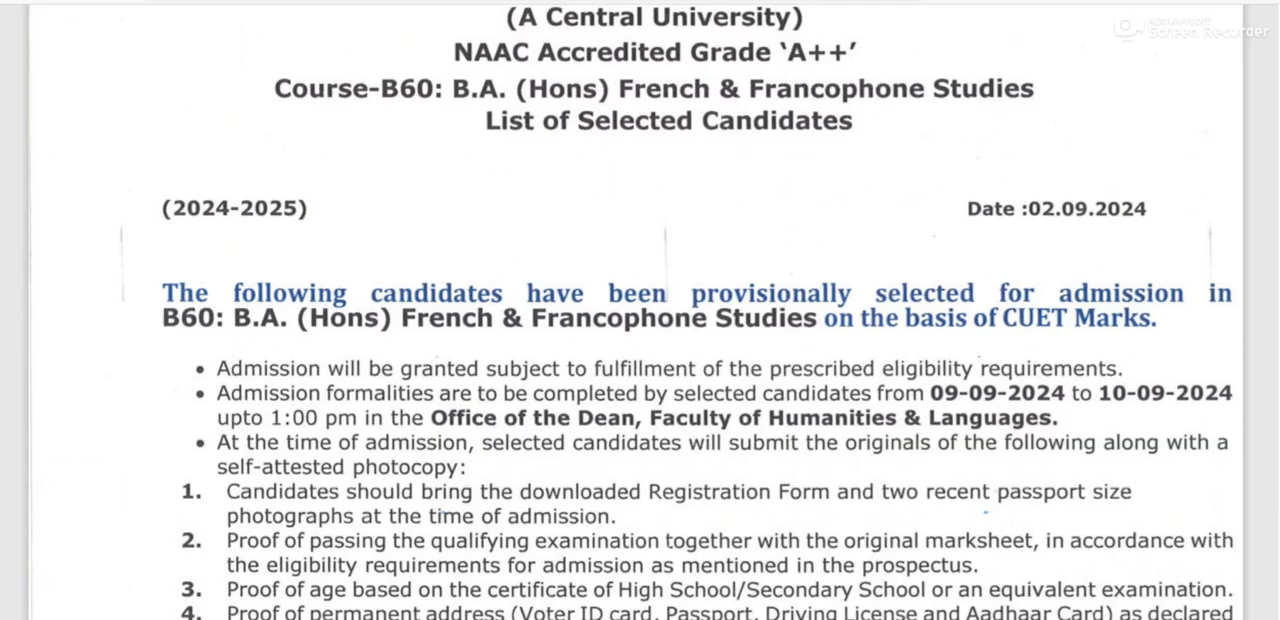 (A Central University)
Apowersoft
Screen Recorder
NAAC Accredited Grade ‘A++’
Course-B60: B.A. (Hons) French & Francophone Studies
List of Selected Candidates
(2024-2025)
Date :02.09.2024
The following candidates have been provisionally selected for admission in
B60: B.A. (Hons) French & Francophone Studies on the basis of CUET Marks.
• Admission will be granted subject to fulfillment of the prescribed eligibility requirements.
• Admission formalities are to be completed by selected candidates from 09-09-2024 to 10-09-2024
upto 1:00 pm in the Office of the Dean, Faculty of Humanities & Languages.
• At the time of admission, selected candidates will submit the originals of the following along with a
self-attested photocopy:
1. Candidates should bring the downloaded Registration Form and two recent passport size
photographs at the time of admission.
2. Proof of passing the qualifying examination together with the original marksheet, in accordance with
the eligibility requirements for admission as mentioned in the prospectus.
3. Proof of age based on the certificate of High School/Secondary School or an equivalent examination.
4. Proof of permanent address (Voter ID card, Passport, Driving License and Aadhaar Card) as declared